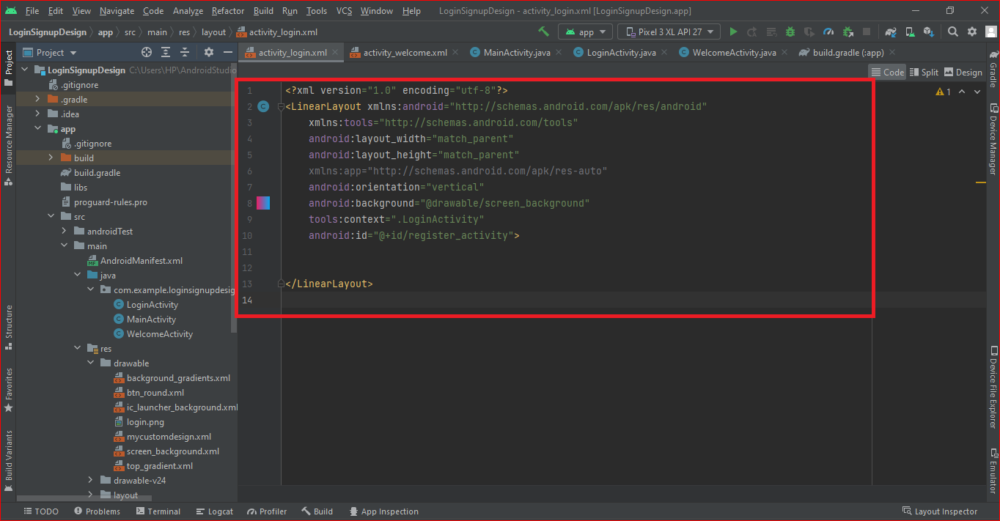 File Edit View Navigate Code Analyze Refactor Build Run Tools VCS Window Help LoginSignupDesign - activity_login.xml [LoginSignupDesign.app]
LoginSignupDesign app src main res layout activity_login.xml app Pixel 3 XL API 27
Project activity_login.xml activity_welcome.xml MainActivity.java LoginActivity.java WelcomeActivity.java build.gradle (:app)
Code Split Design
1
Project
Resource Manager
Structure
Favorites
Build Variants
LoginSignupDesign C:\Users\HP\AndroidStudio
.gitignore
.gradle
.idea
app
.gitignore
build
build.gradle
libs
proguard-rules.pro
src
androidTest
main
AndroidManifest.xml
java
com.example.loginsignupdesig
LoginActivity
MainActivity
WelcomeActivity
res
drawable
background_gradients.xml
btn_round.xml
ic_launcher_background.xml
login.png
mycustomdesign.xml
screen_background.xml
top_gradient.xml
drawable-v24
layout
1 <?xml version="1.0" encoding="utf-8"?>
2 <LinearLayout xmlns:android="http://schemas.android.com/apk/res/android"
3 xmlns:tools="http://schemas.android.com/tools"
4 android:layout_width="match_parent"
5 android:layout_height="match_parent"
6 xmlns:app="http://schemas.android.com/apk/res-auto"
7 android:orientation="vertical"
8 android:background="@drawable/screen_background"
9 tools:context=".LoginActivity"
10 android:id="@+id/register_activity">
11
12
13 </LinearLayout>
14
Gradle
Device Manager
Device File Explorer
Emulator
TODO Problems Terminal Logcat Profiler Build App Inspection Layout Inspector